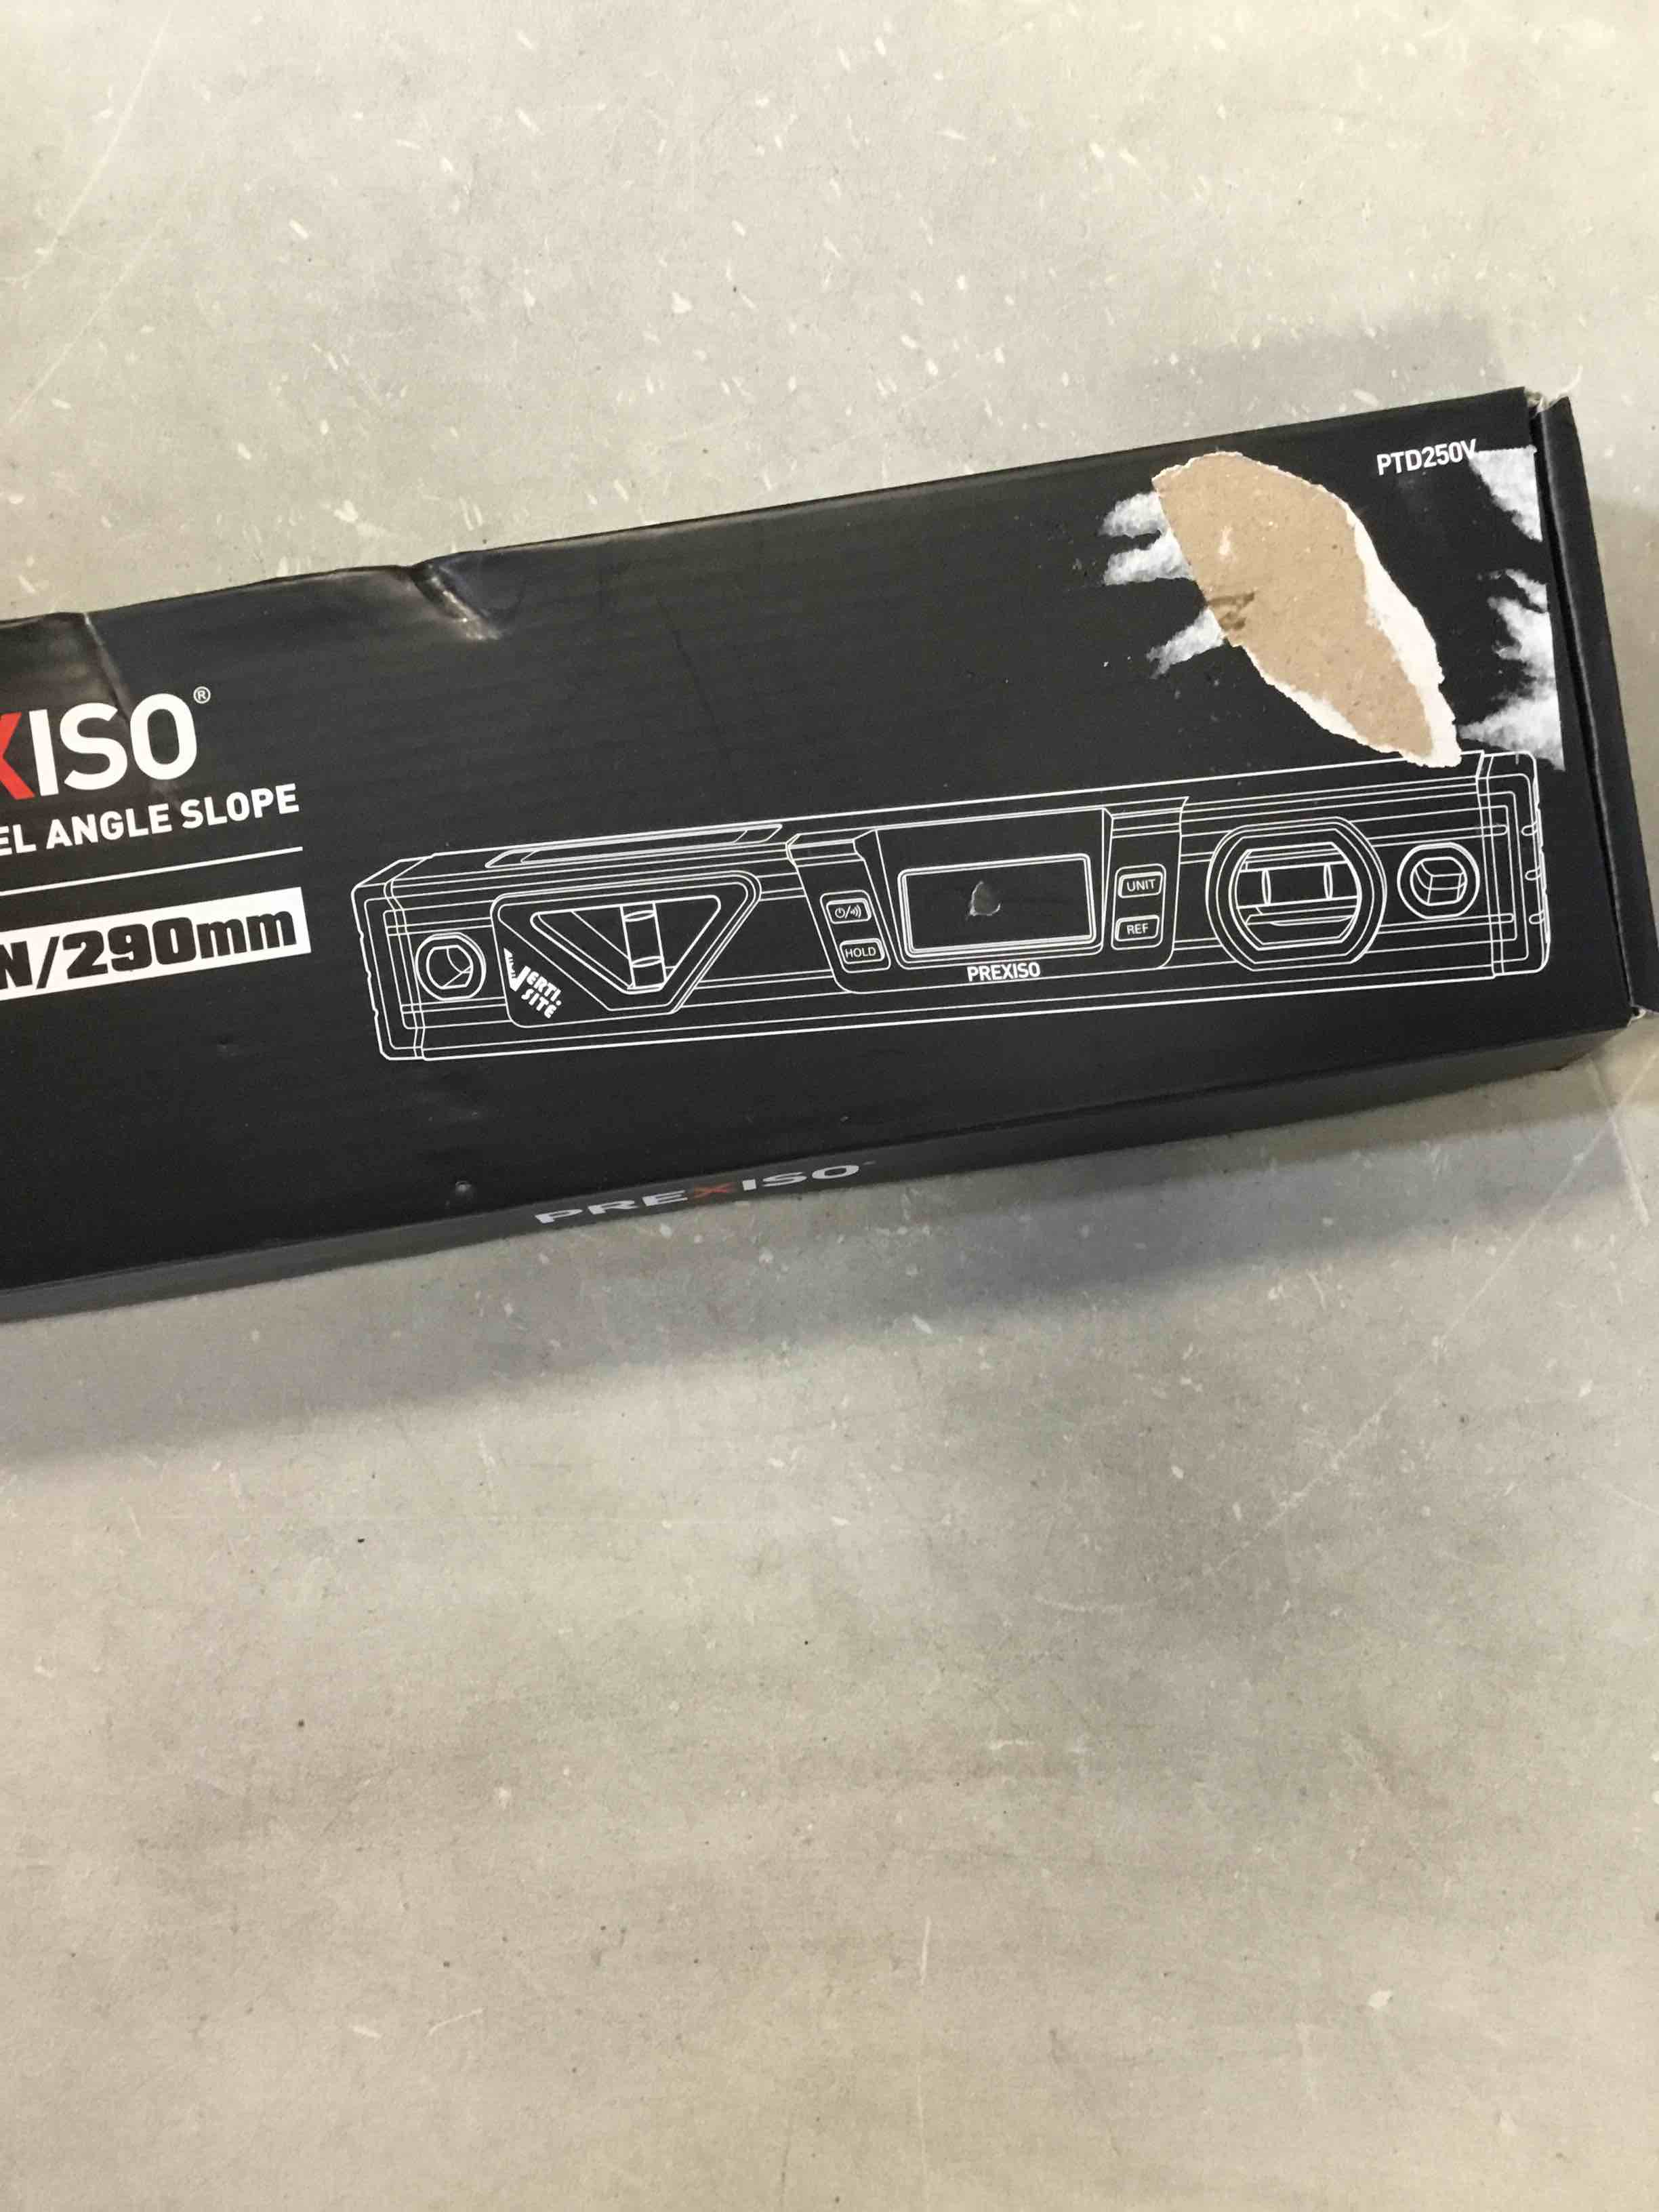 PTD250V
XISO®
EL ANGLE SLOPE
N/290mm
HOLD
UNIT
REF
PREXISO
VERTI.
SITE
PREXISO